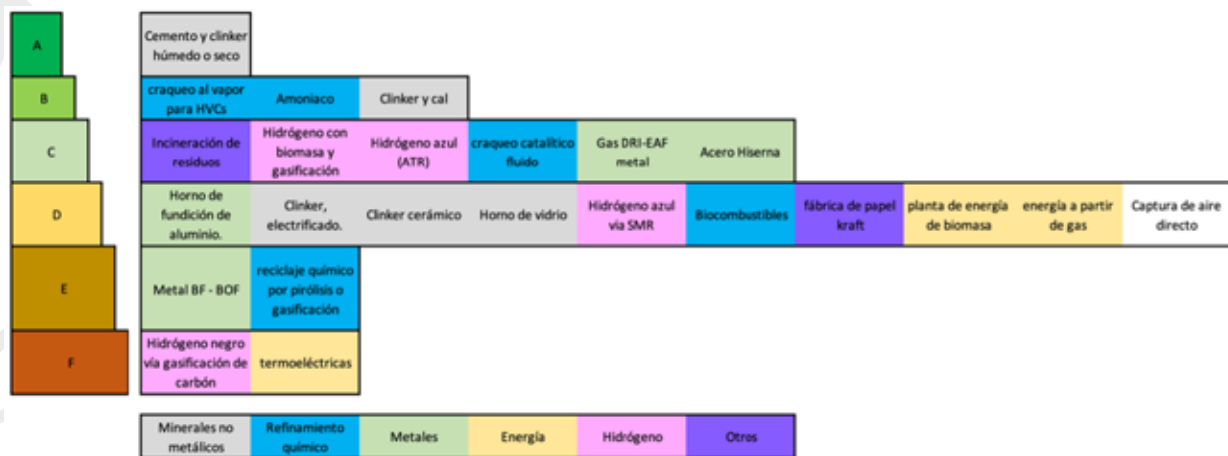 A
Cemento y clinker
húmedo o seco
B
craqueo al vapor
para HVCs
Amoniaco
Clinker y cal
C
Incineración de
residuos
Hidrógeno con
biomasa y
gasificación
Hidrógeno azul
(ATR)
craqueo catalítico
fluido
Gas DRI-EAF
metal
Acero Hiserna
D
Horno de
fundición de
aluminio.
Clinker,
electrificado.
Clinker cerámico
Horno de vidrio
Hidrógeno azul
via SMR
Biocombustibles
fábrica de papel
kraft
planta de energía
de biomasa
energía a partir
de gas
Captura de aire
directo
E
Metal BF - BOF
reciclaje químico
por pirólisis o
gasificación
F
Hidrógeno negro
vía gasificación de
carbón
termoeléctricas
Minerales no
metálicos
Refinamiento
químico
Metales
Energía
Hidrógeno
Otros